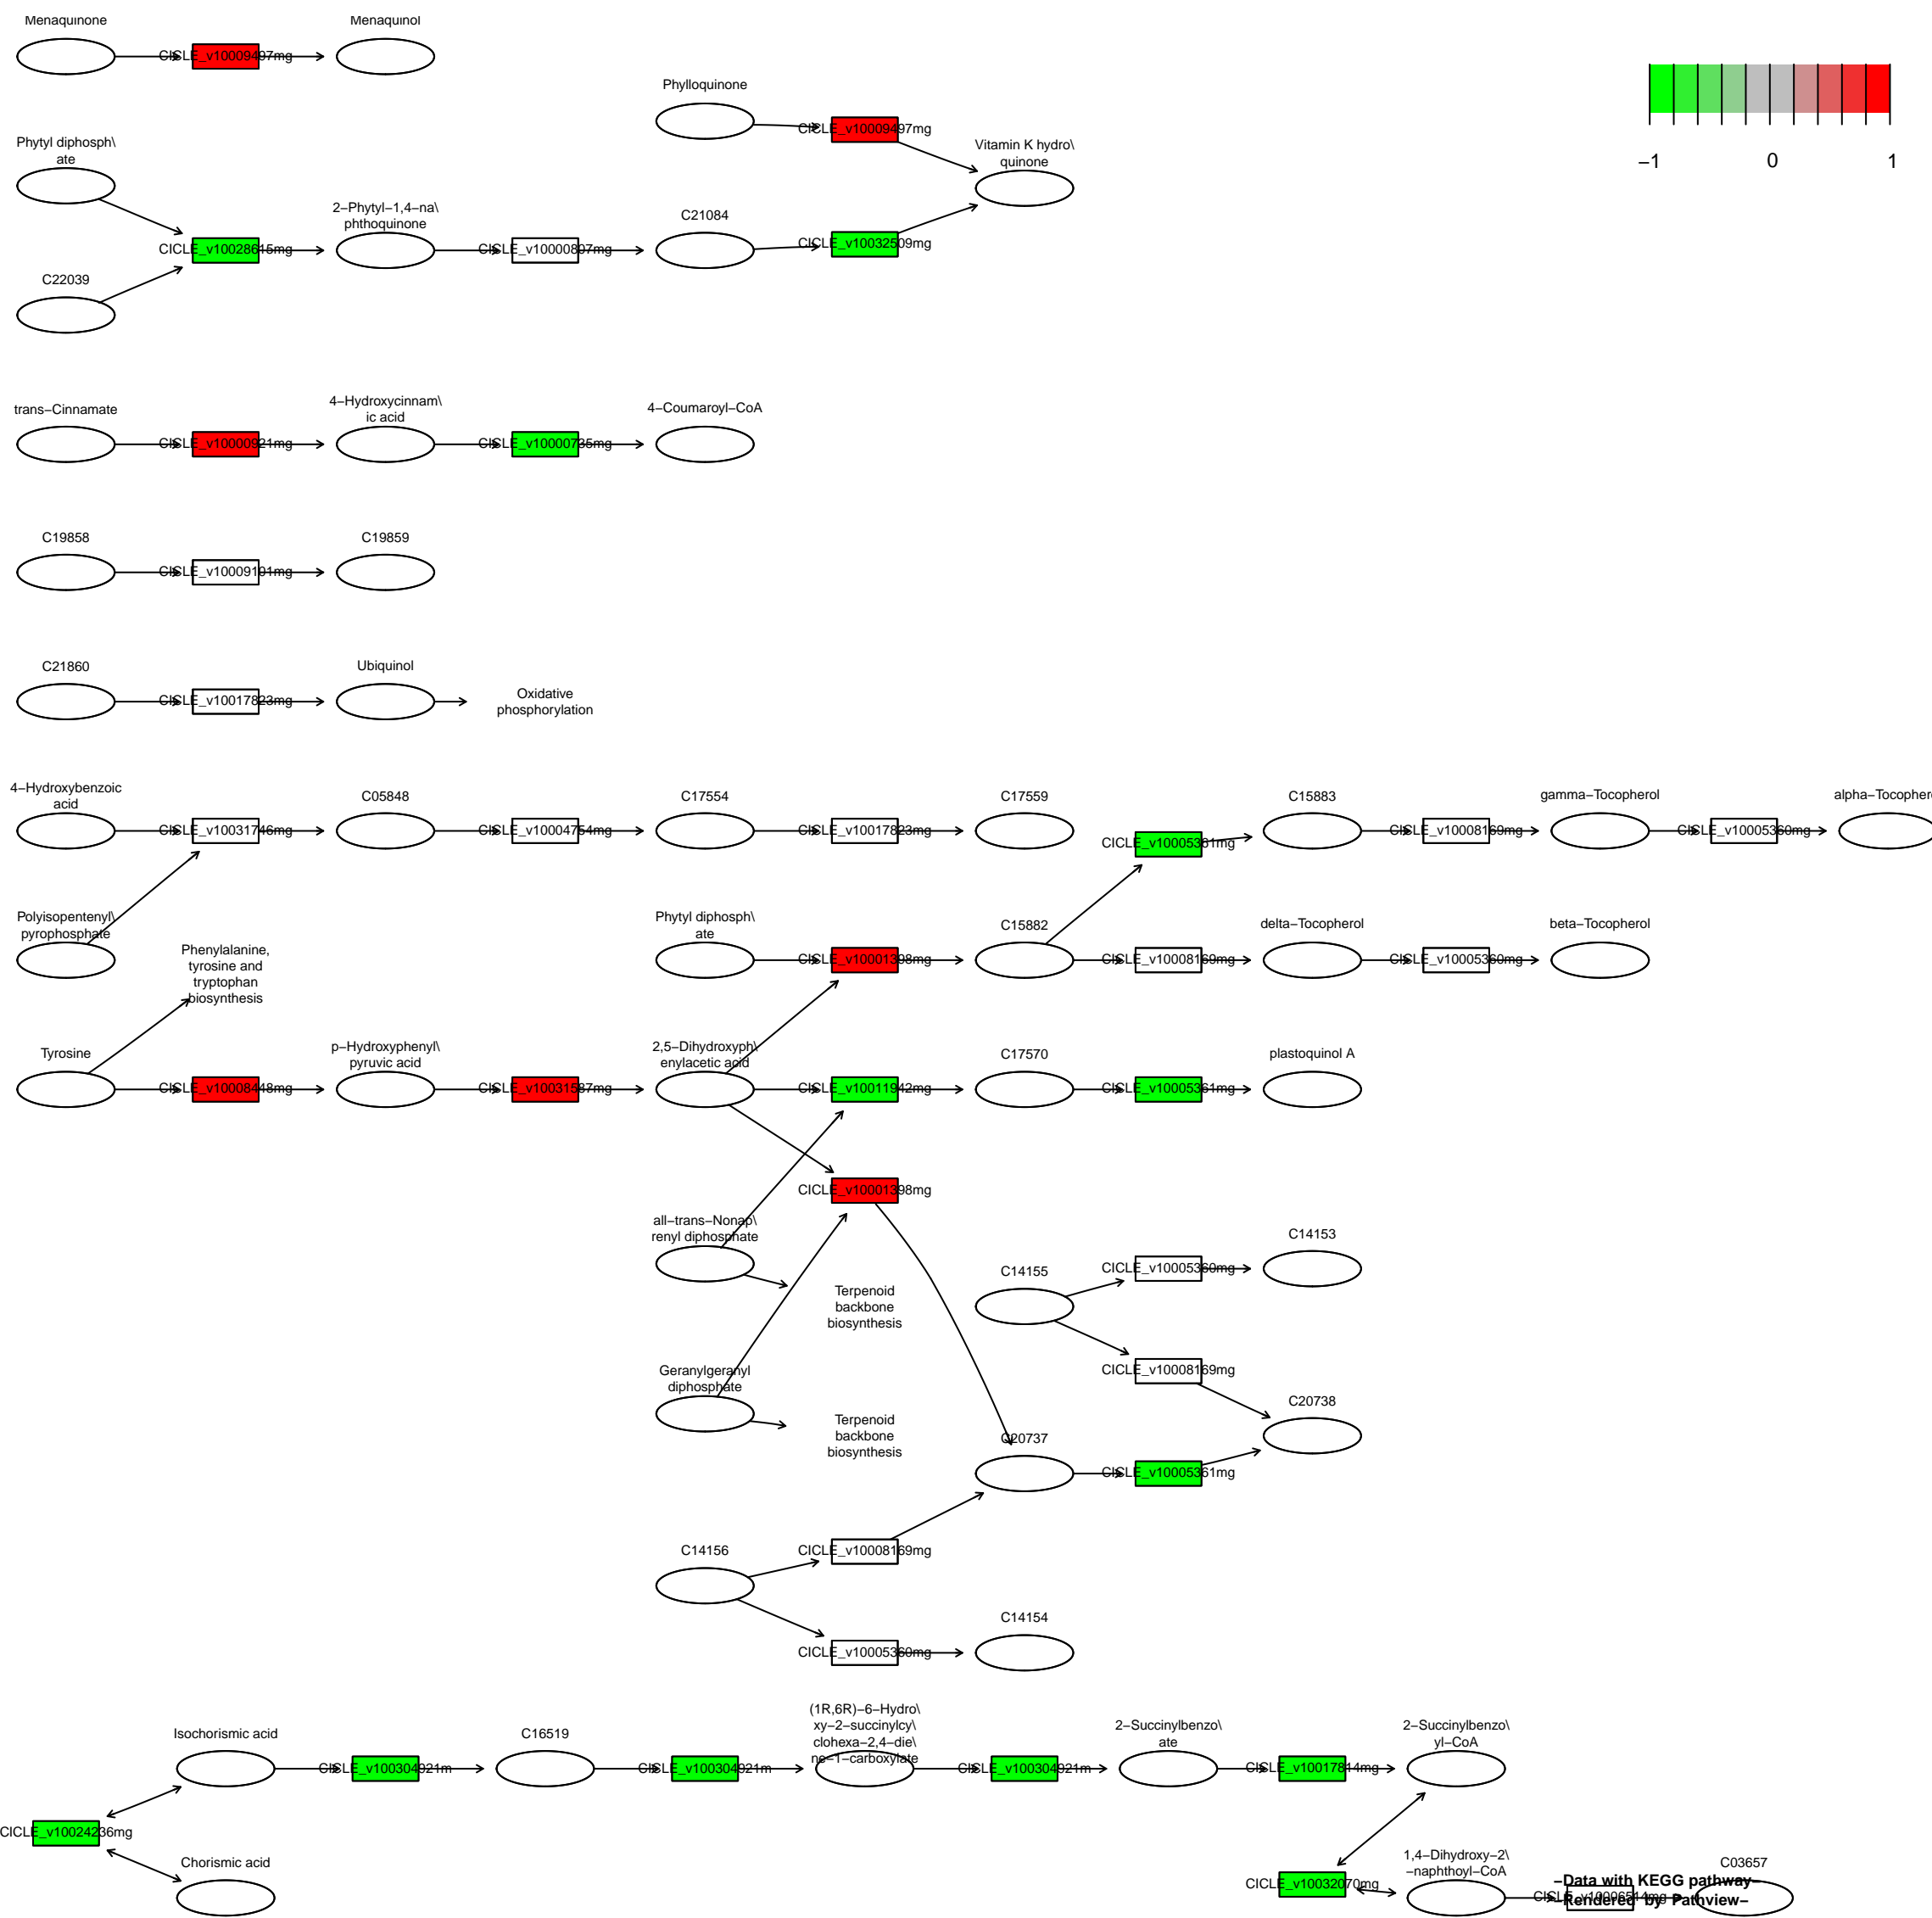 Menaquinone
Menaquinol
CICLE_v10009497mg
Phylloquinone
CICLE_v10009497mg
−1
0
1
Phytyl diphosph\
ate
Vitamin K hydro\
quinone
2−Phytyl−1,4−na\
phthoquinone
C21084
CICLE_v10028615mg
CICLE_v10000807mg
CICLE_v10032509mg
C22039
trans−Cinnamate
4−Hydroxycinnam\
ic acid
4−Coumaroyl−CoA
CICLE_v10000921mg
CICLE_v10000735mg
C19858
C19859
CICLE_v10009101mg
C21860
Ubiquinol
CICLE_v10017823mg
Oxidative
phosphorylation
4−Hydroxybenzoic
acid
C05848
C17554
C17559
C15883
gamma−Tocopherol
alpha−Tocophero
CICLE_v10031746mg
CICLE_v10004754mg
CICLE_v10017823mg
CICLE_v10005361mg
CICLE_v10008169mg
CICLE_v10005360mg
Polyisopentenyl\
pyrophosphate
Phenylalanine,
tyrosine and
tryptophan
biosynthesis
Phytyl diphosph\
ate
C15882
delta−Tocopherol
beta−Tocopherol
CICLE_v10001398mg
CICLE_v10008169mg
CICLE_v10005360mg
Tyrosine
p−Hydroxyphenyl\
pyruvic acid
2,5−Dihydroxyph\
enylacetic acid
C17570
plastoquinol A
CICLE_v10008448mg
CICLE_v10031587mg
CICLE_v10011942mg
CICLE_v10005361mg
CICLE_v10001398mg
all−trans−Nonap\
renyl diphosphate
Terpenoid
backbone
biosynthesis
C14155
CICLE_v10005360mg
C14153
CICLE_v10008169mg
Geranylgeranyl
diphosphate
Terpenoid
backbone
biosynthesis
C20738
C20737
CICLE_v10005361mg
C14156
CICLE_v10008169mg
C14154
CICLE_v10005360mg
Isochorismic acid
C16519
(1R,6R)−6−Hydro\
xy−2−succinylcy\
clohexa−2,4−die\
ne−1−carboxylate
2−Succinylbenzo\
ate
2−Succinylbenzo\
yl−CoA
CICLE_v100304921m
CICLE_v100304921m
CICLE_v100304921m
CICLE_v10017814mg
CICLE_v10024236mg
Chorismic acid
CICLE_v10032070mg
1,4−Dihydroxy−2\
−naphthoyl−CoA
C03657
CICLE_v10006514mg
−Data with KEGG pathway−
−Rendered by Pathview−